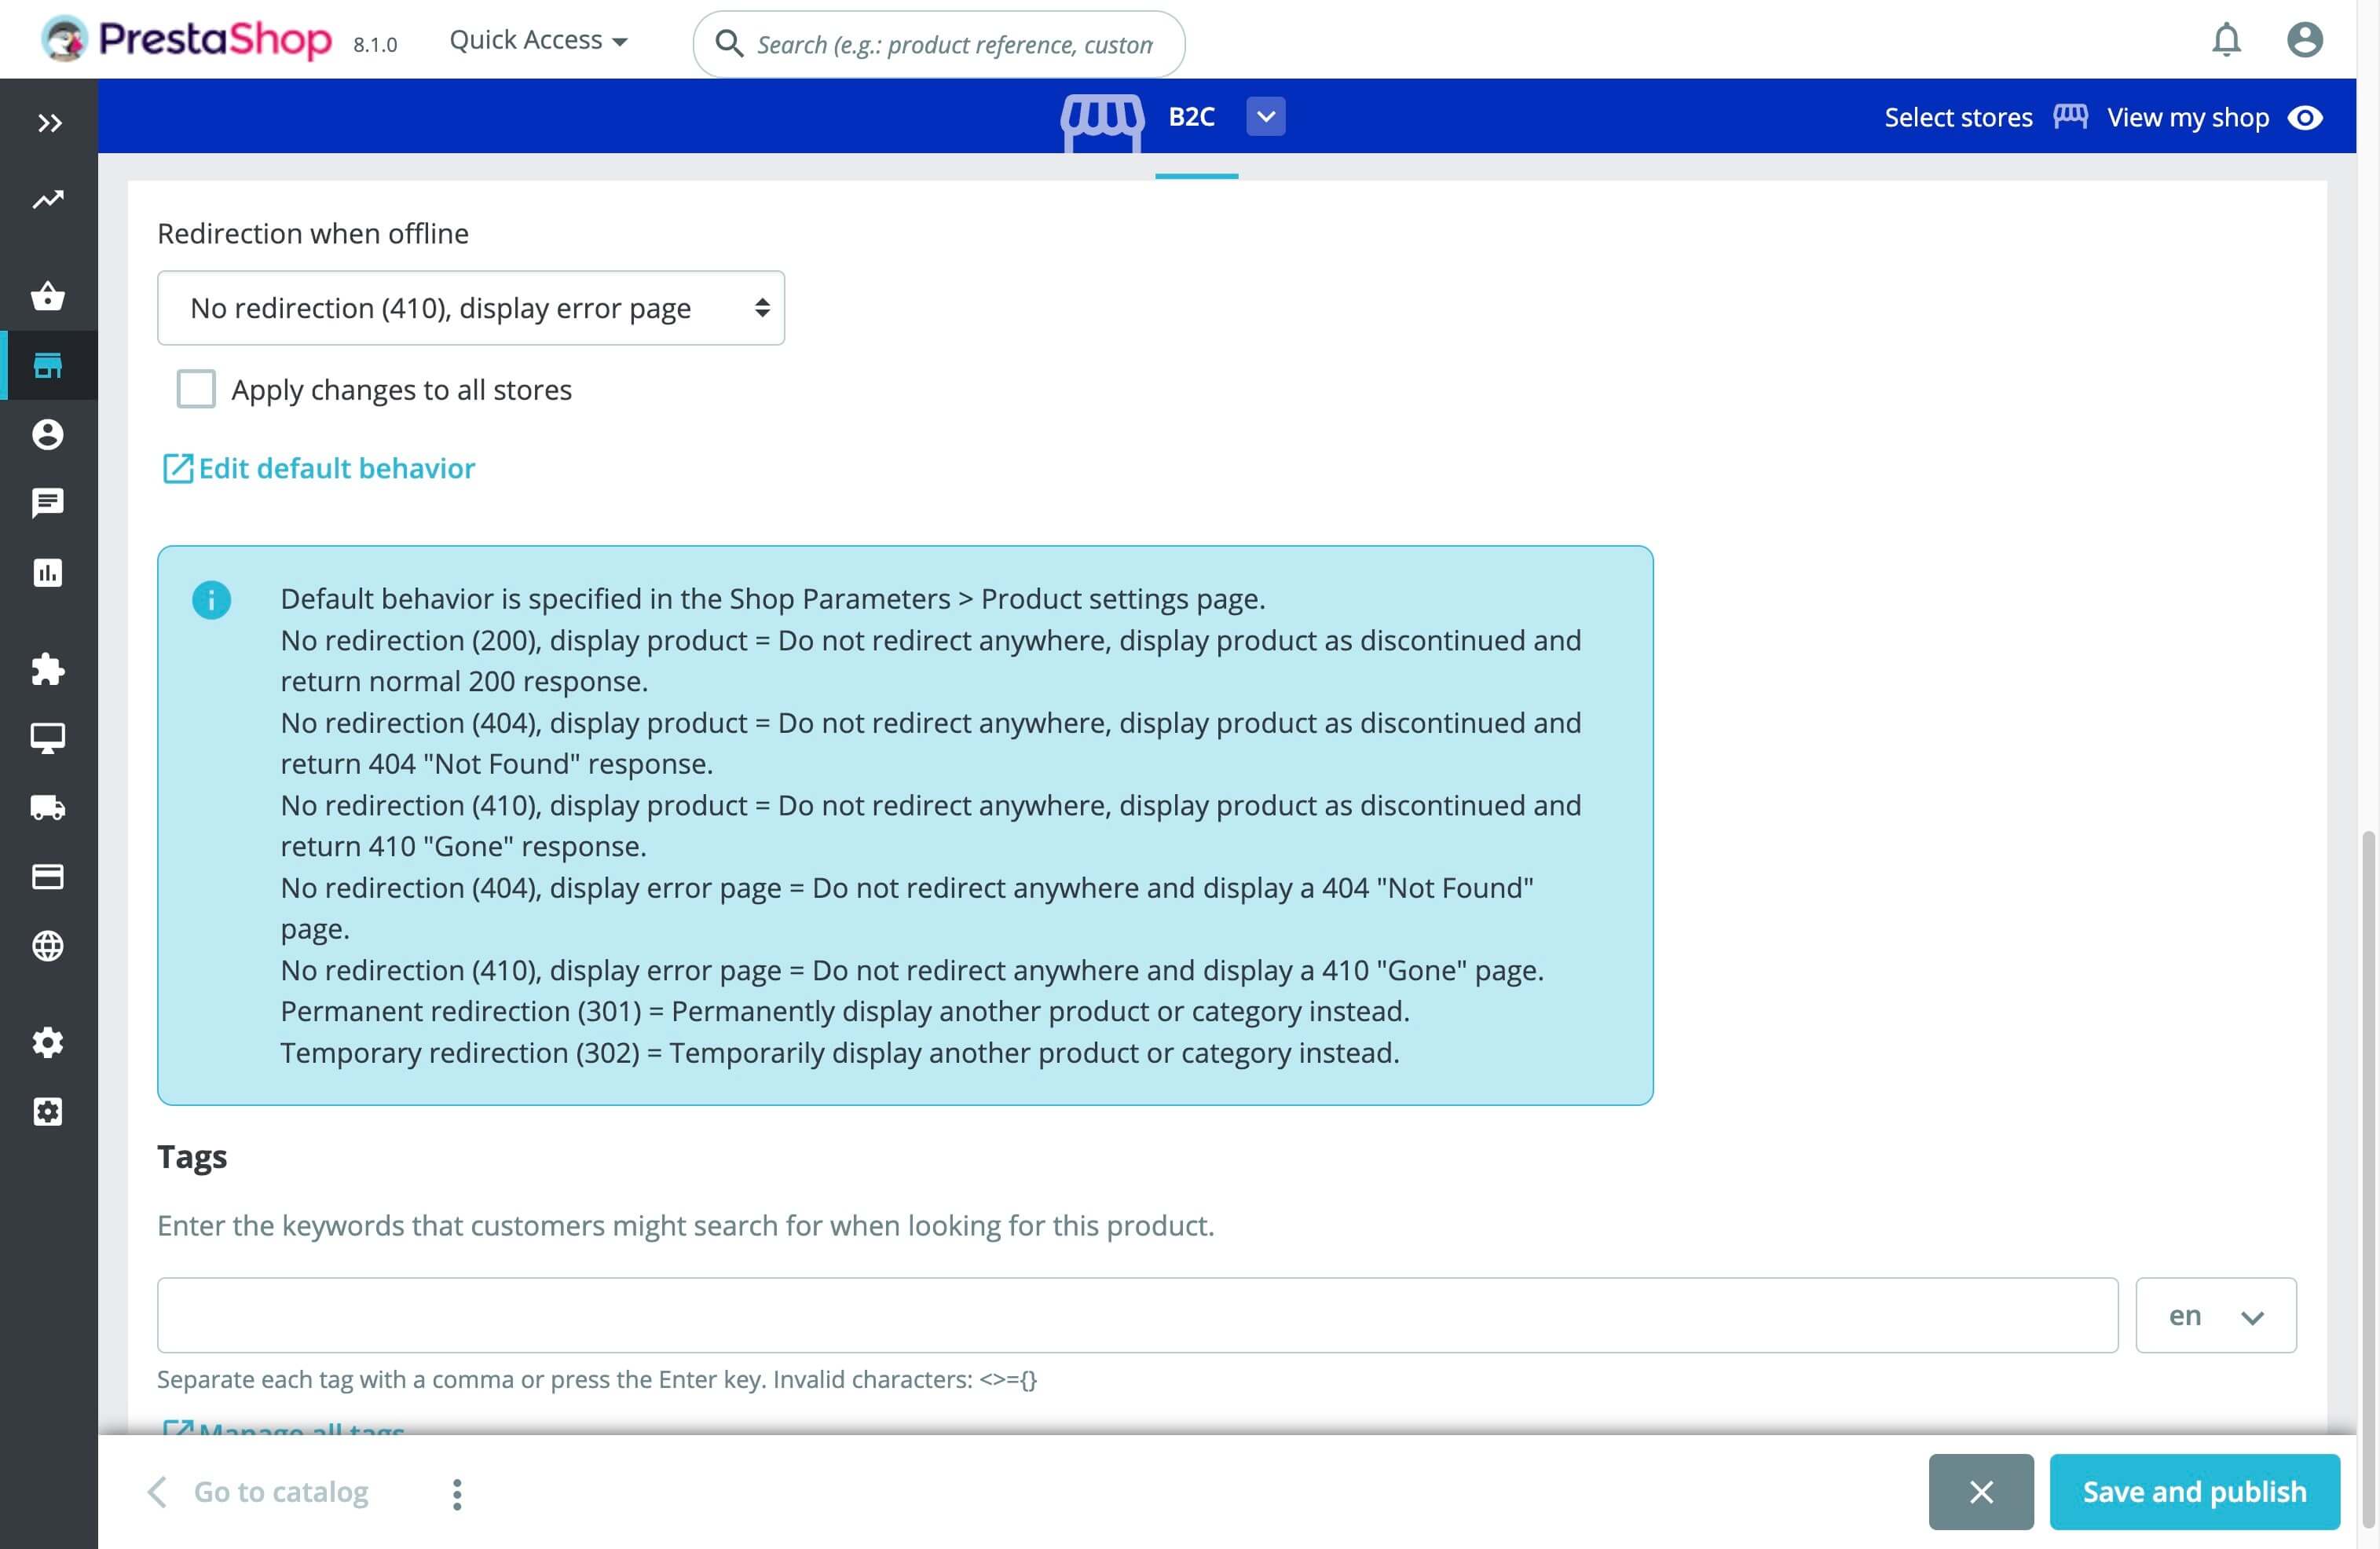 PrestaShop 8.1.0 Quick Access Search (e.g.: product reference, custon
B2C Select stores View my shop
Redirection when offline
No redirection (410), display error page
Apply changes to all stores
Edit default behavior
Default behavior is specified in the Shop Parameters > Product settings page.
No redirection (200), display product = Do not redirect anywhere, display product as discontinued and
return normal 200 response.
No redirection (404), display product = Do not redirect anywhere, display product as discontinued and
return 404 "Not Found" response.
No redirection (410), display product = Do not redirect anywhere, display product as discontinued and
return 410 "Gone" response.
No redirection (404), display error page = Do not redirect anywhere and display a 404 "Not Found"
page.
No redirection (410), display error page = Do not redirect anywhere and display a 410 "Gone" page.
Permanent redirection (301) = Permanently display another product or category instead.
Temporary redirection (302) = Temporarily display another product or category instead.
Tags
Enter the keywords that customers might search for when looking for this product.
en
Separate each tag with a comma or press the Enter key. Invalid characters: <>={}
Manage all tags
Go to catalog Save and publish